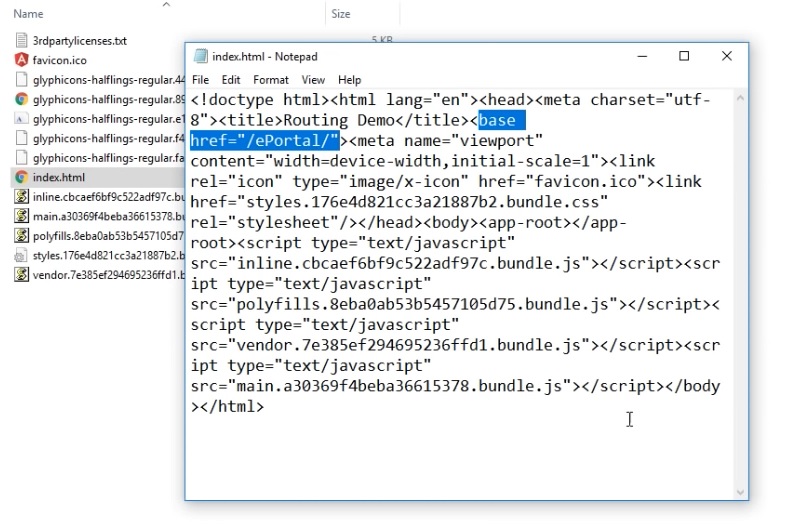 Name
Size
3rdpartylicenses.txt
5 KB
favicon.ico
glyphicons-halflings-regular.44
glyphicons-halflings-regular.89
glyphicons-halflings-regular.e1
glyphicons-halflings-regular.f4
glyphicons-halflings-regular.fa
index.html
inline.cbcaef6bf9c522adf97c.bu
main.a30369f4beba36615378.bu
polyfills.8eba0ab53b5457105d7
styles.176e4d821cc3a21887b2.b
vendor.7e385ef294695236ffd1.b
index.html - Notepad
File Edit Format View Help
<!doctype html><html lang="en"><head><meta charset="utf-
8"><title>Routing Demo</title><base
href="/ePortal/"><meta name="viewport"
content="width=device-width,initial-scale=1"><link
rel="icon" type="image/x-icon" href="favicon.ico"><link
href="styles.176e4d821cc3a21887b2.bundle.css"
rel="stylesheet"/></head><body><app-root></app-
root><script type="text/javascript"
src="inline.cbcaef6bf9c522adf97c.bundle.js"></script><scr
ipt type="text/javascript"
src="polyfills.8eba0ab53b5457105d75.bundle.js"></script><
script type="text/javascript"
src="vendor.7e385ef294695236ffd1.bundle.js"></script><scr
ipt type="text/javascript"
src="main.a30369f4beba36615378.bundle.js"></script></body
></html>